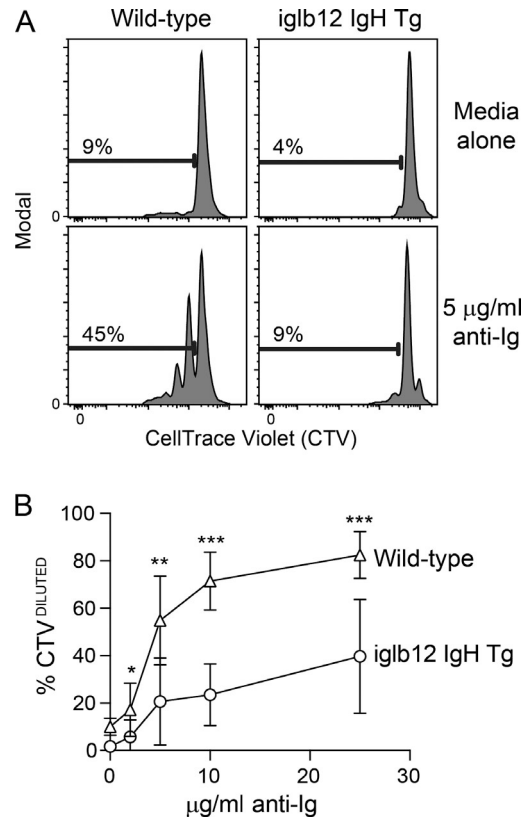 A
Wild-type
iglb12 IgH Tg
Modal
9%
4%
Media
alone
0
45%
9%
5 μg/ml
anti-Ig
0
0
0
CellTrace Violet (CTV)
B
% CTV DILUTED
100
80
60
40
20
0
*
**
***
***
Wild-type
iglb12 IgH Tg
0
10
20
30
μg/ml anti-Ig